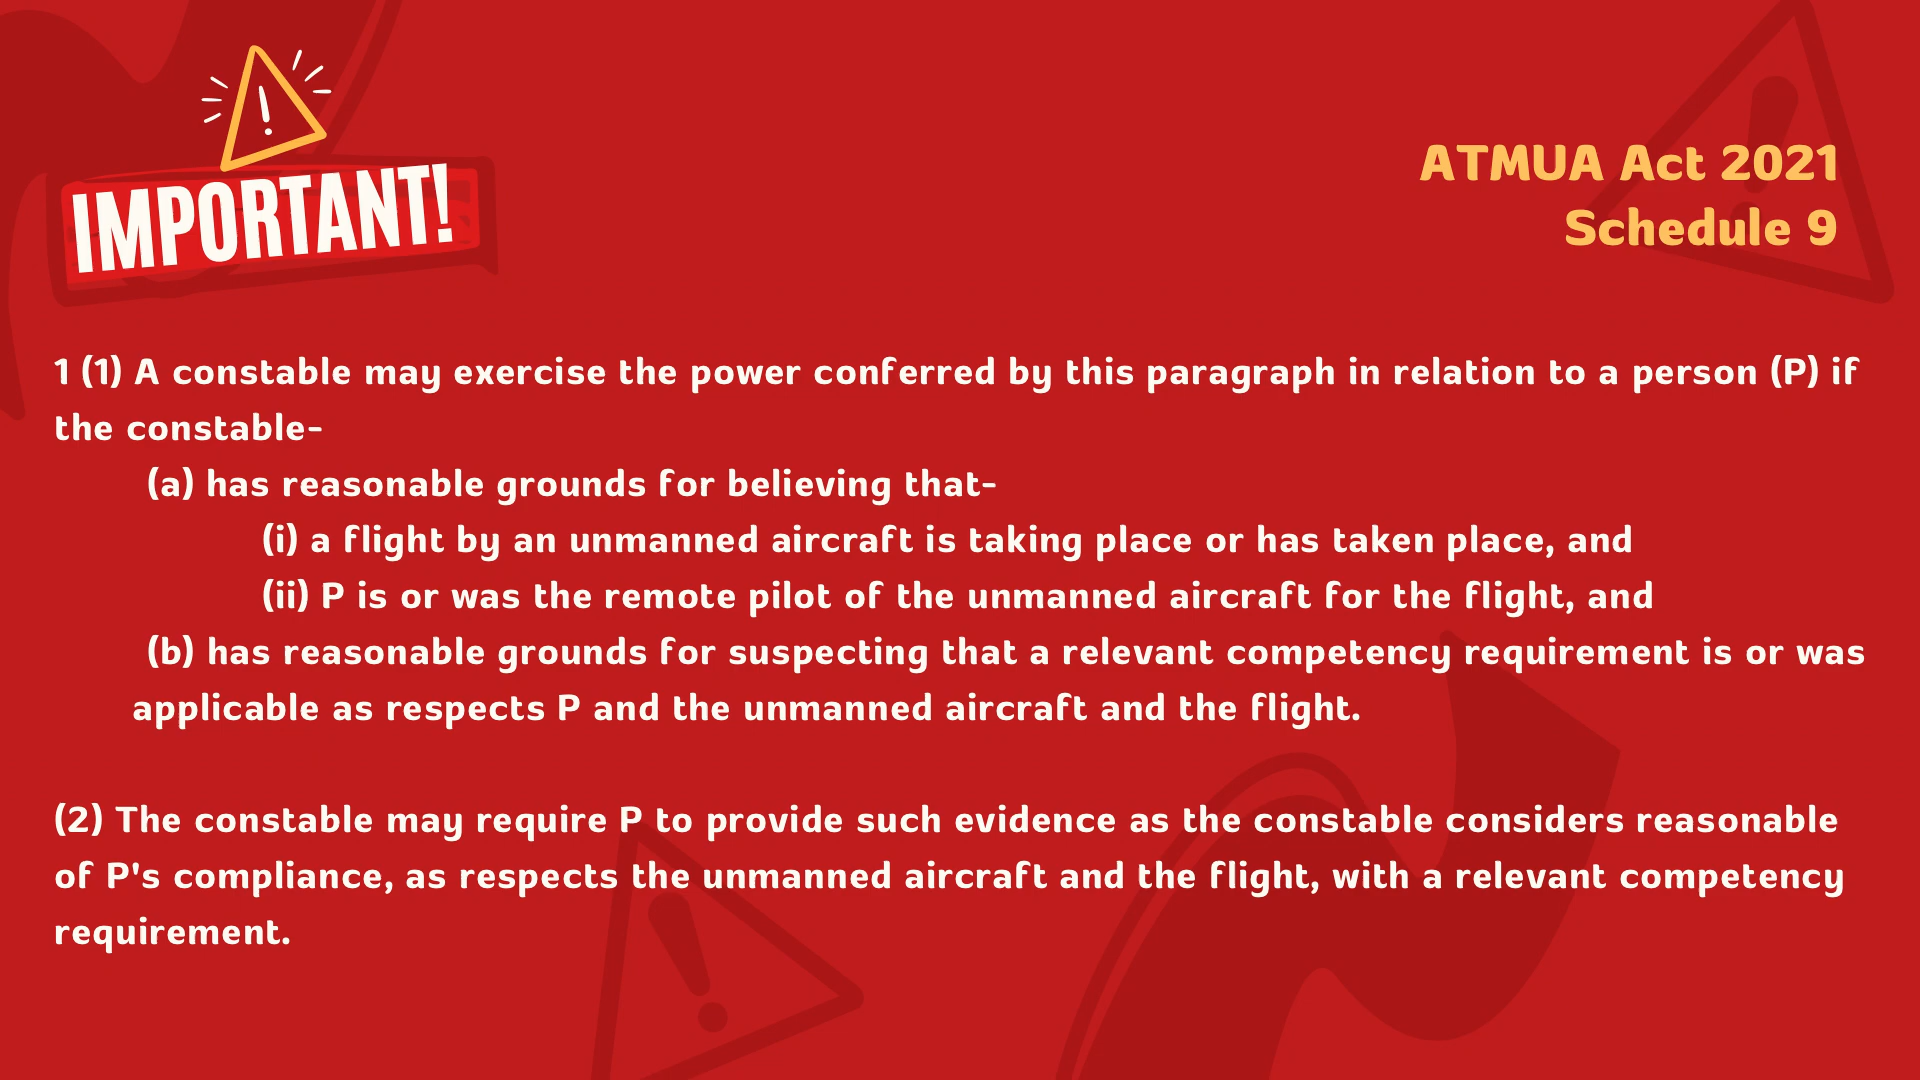 IMPORTANT!
ATMUA Act 2021
Schedule 9
1 (1) A constable may exercise the power conferred by this paragraph in relation to a person (P) if
the constable-
(a) has reasonable grounds for believing that-
(i) a flight by an unmanned aircraft is taking place or has taken place, and
(ii) P is or was the remote pilot of the unmanned aircraft for the flight, and
(b) has reasonable grounds for suspecting that a relevant competency requirement is or was
applicable as respects P and the unmanned aircraft and the flight.
(2) The constable may require P to provide such evidence as the constable considers reasonable
of P's compliance, as respects the unmanned aircraft and the flight, with a relevant competency
requirement.